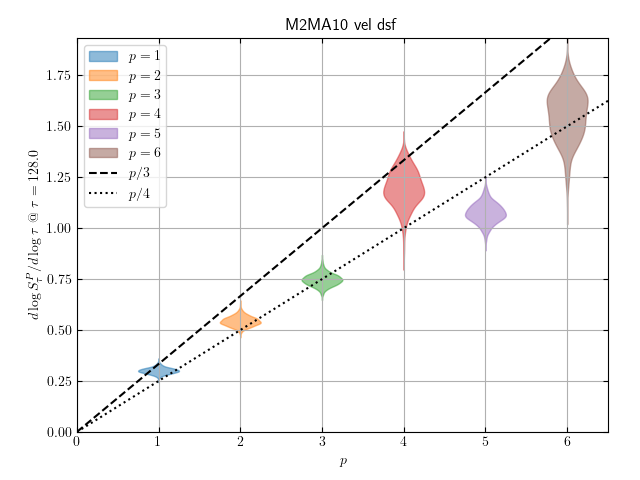 M2MA10 vel dsf
d log S_τ^P / d log τ @ τ = 128.0
1.75
1.50
1.25
1.00
0.75
0.50
0.25
0.00
p = 1
p = 2
p = 3
p = 4
p = 5
p = 6
p/3
p/4
0 1 2 3 4 5 6
p